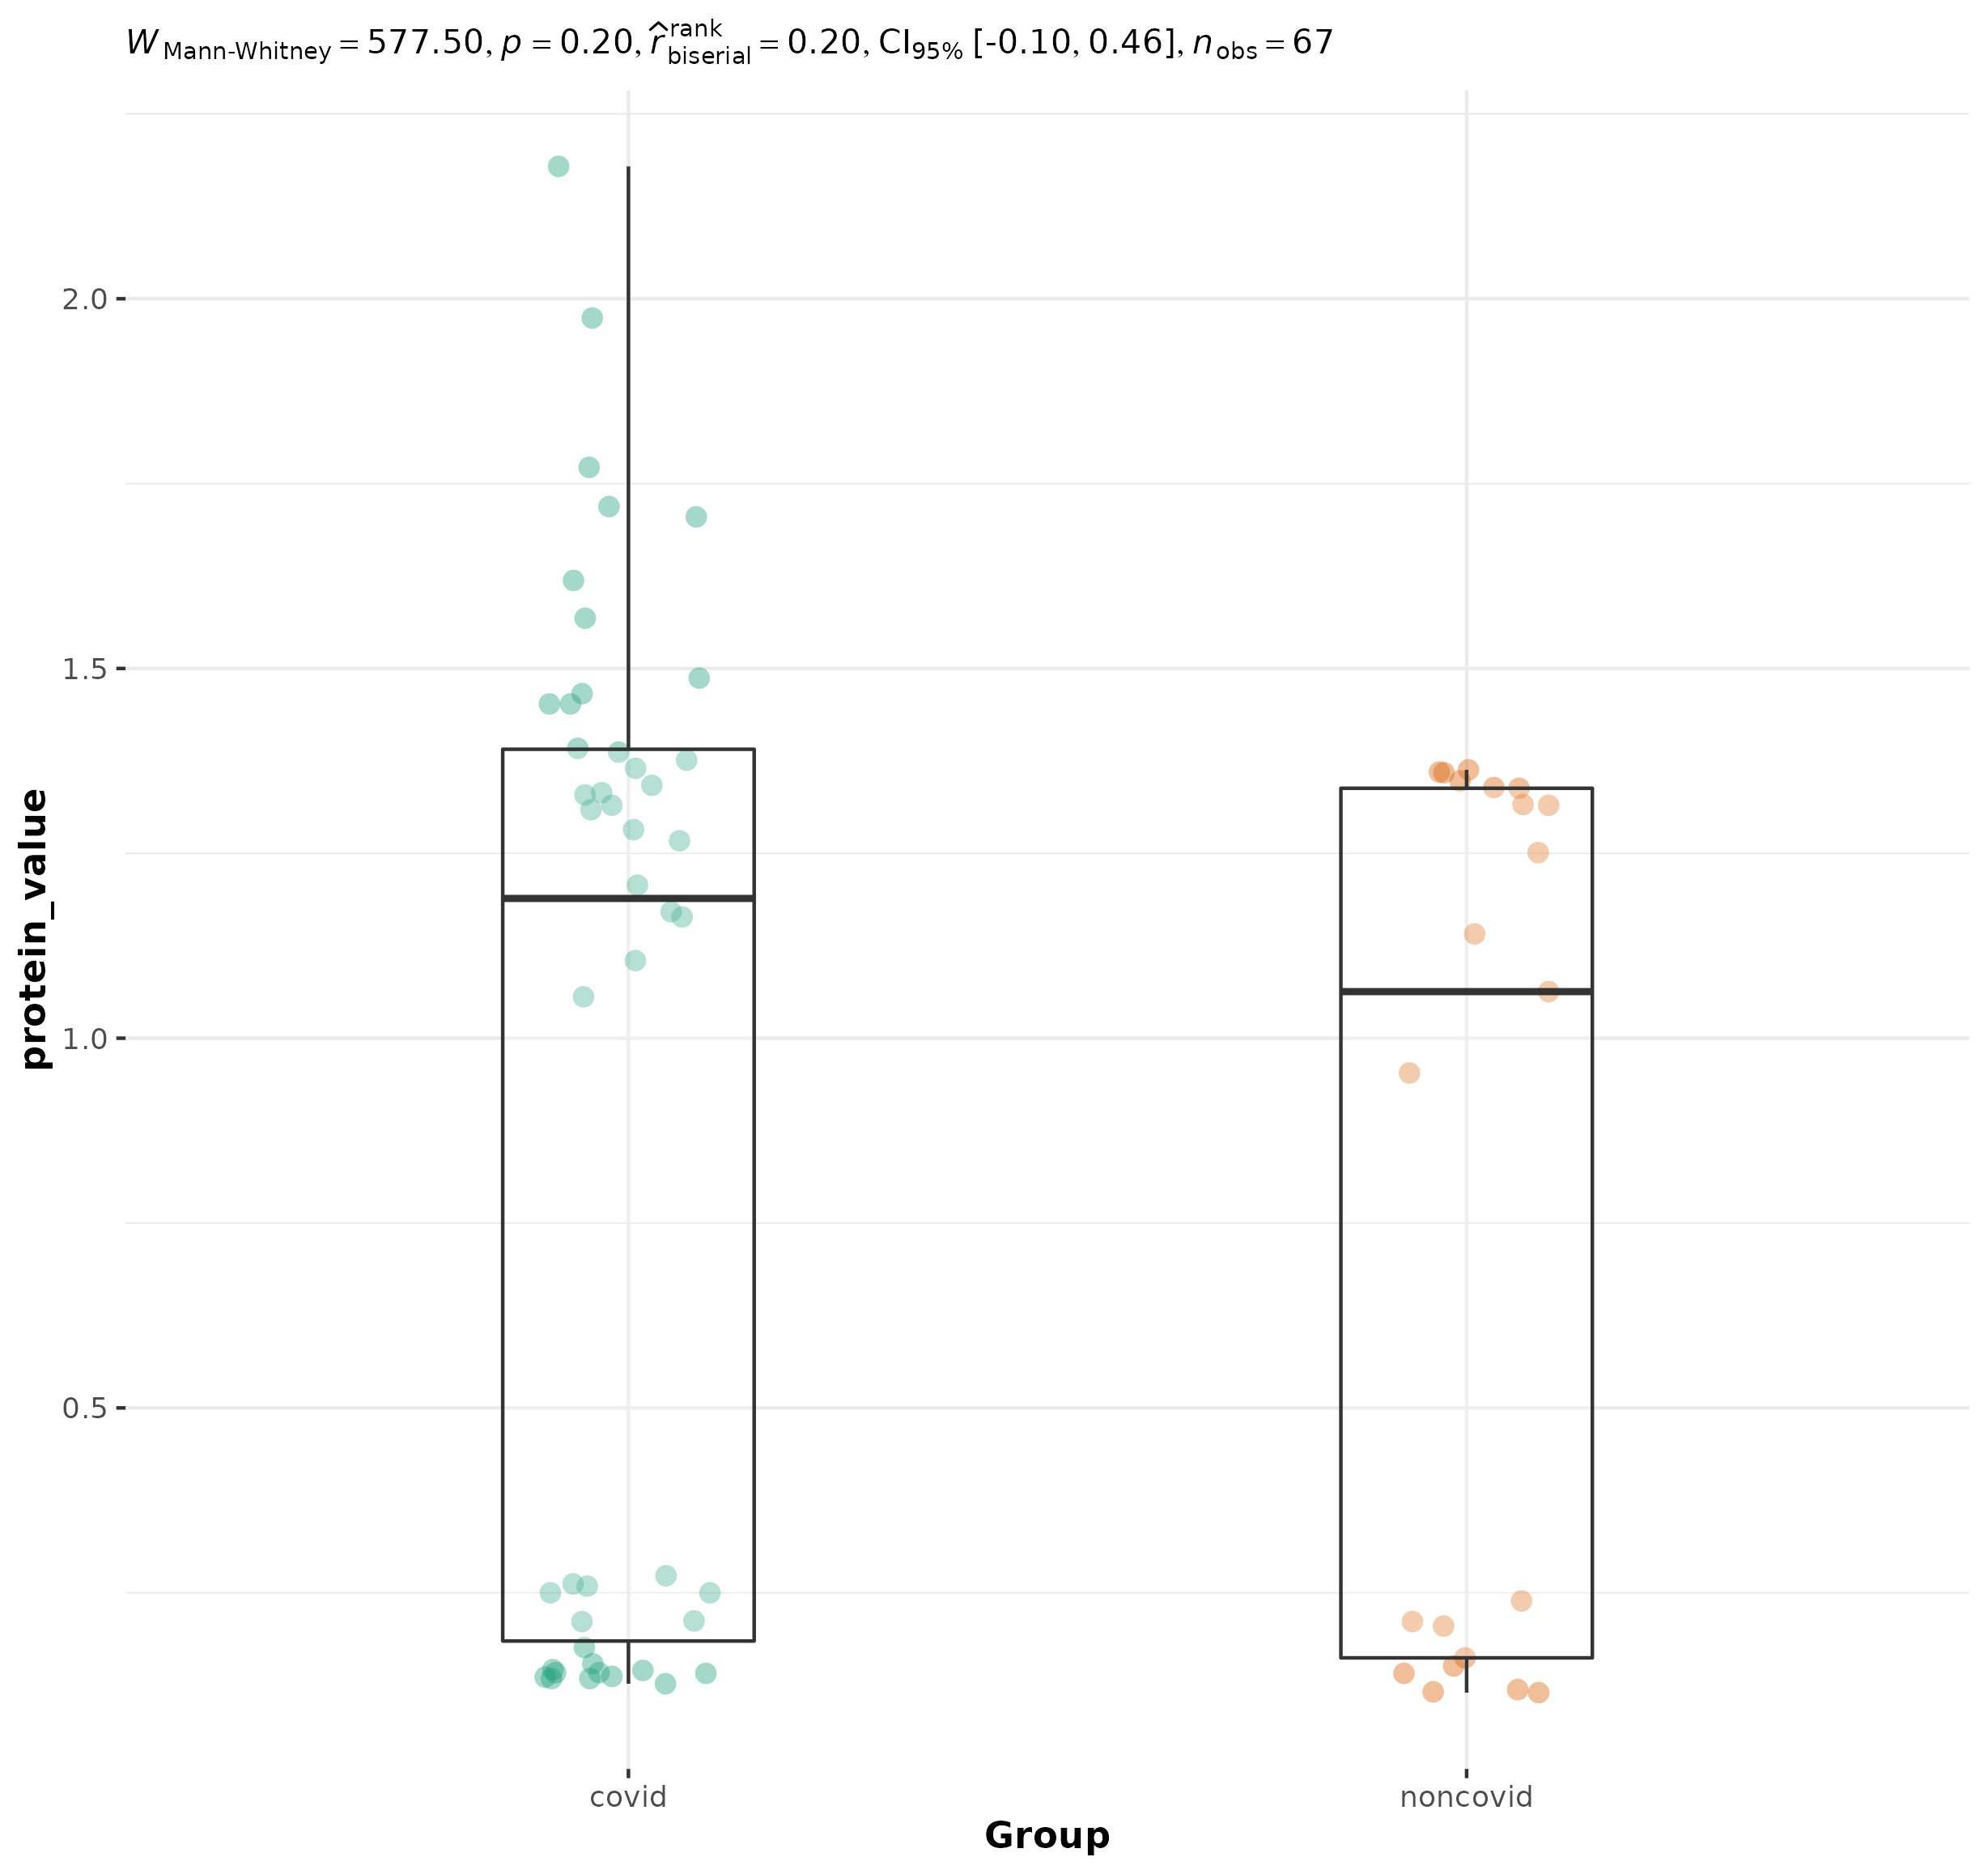 W Mann-Whitney = 577.50, p = 0.20, r̂ rank biserial = 0.20, CI95% [-0.10, 0.46], n obs = 67
2.0
1.5
1.0
0.5
protein_value
covid noncovid
Group